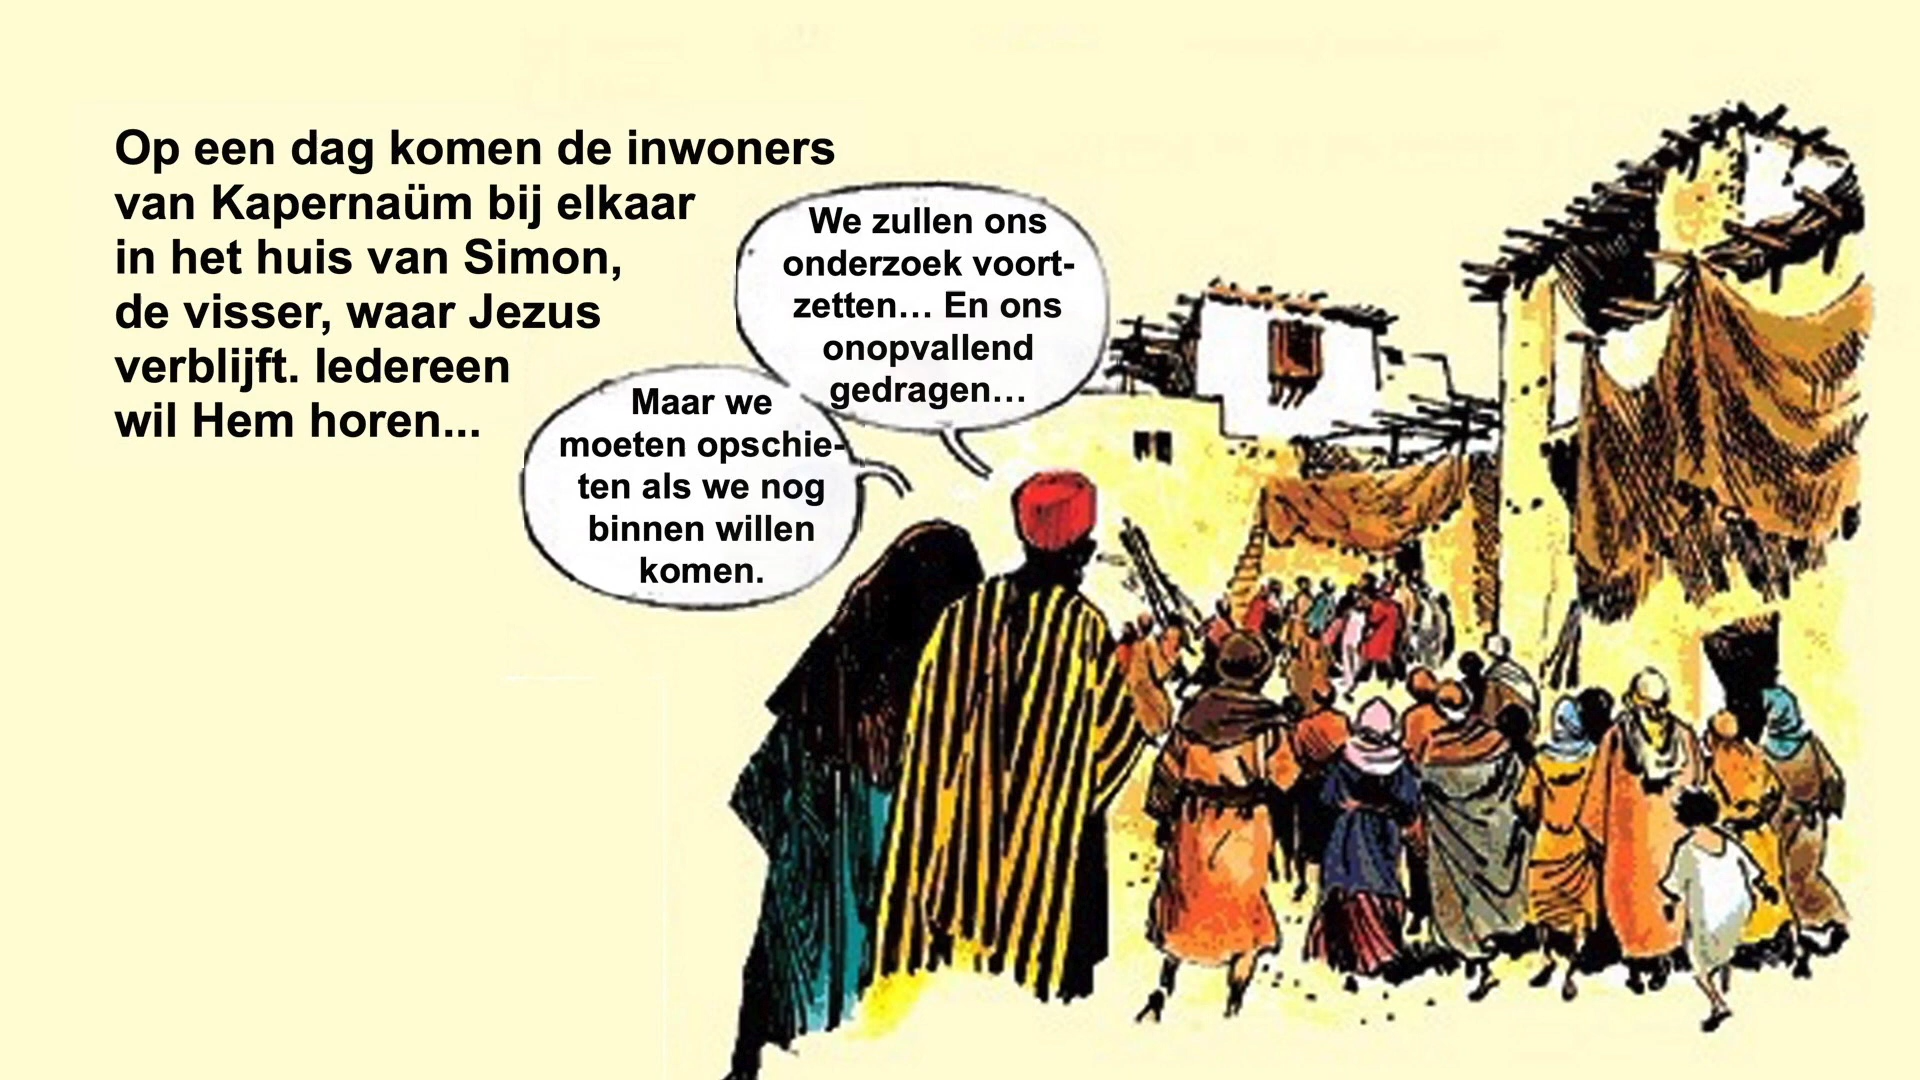 Op een dag komen de inwoners
van Kapernaüm bij elkaar
in het huis van Simon,
de visser, waar Jezus
verblijft. Iedereen
wil Hem horen...
We zullen ons
onderzoek voort-
zetten… En ons
onopvallend
gedragen…
Maar we
moeten opschie-
ten als we nog
binnen willen
komen.